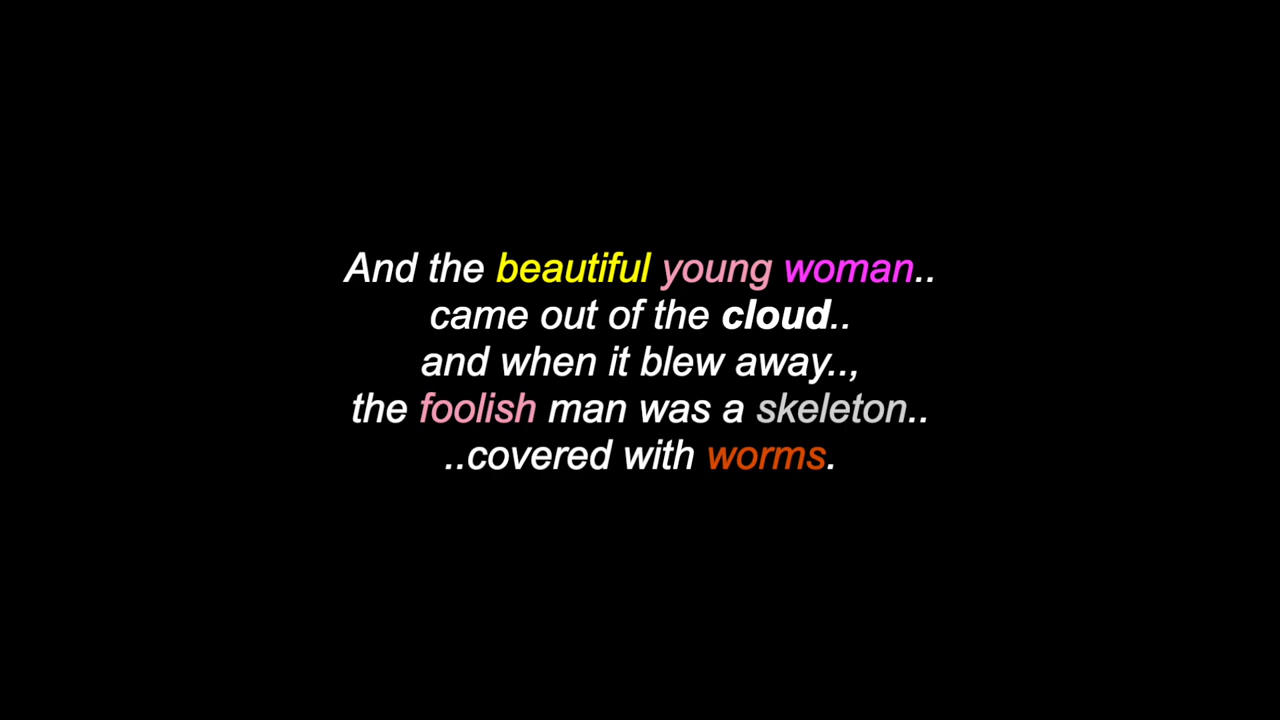 And the beautiful young woman..
came out of the cloud..
and when it blew away..,
the foolish man was a skeleton..
..covered with worms.